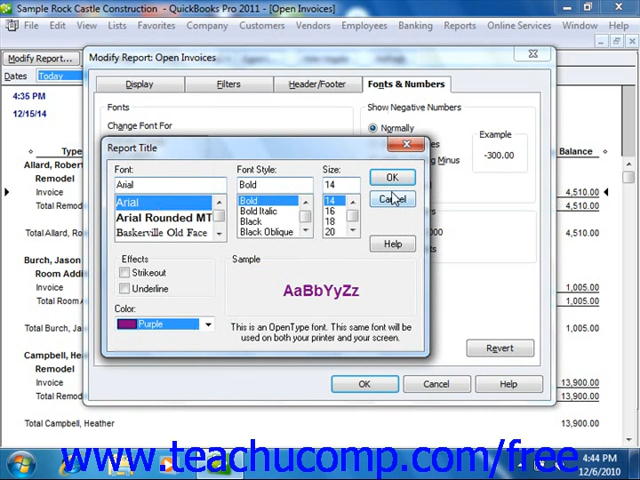 Sample Rock Castle Construction - QuickBooks Pro 2011 - [Open Invoices]
File Edit View Lists Favorites Company Customers Vendors Employees Banking Reports Online Services Window Help
Modify Report...
Dates Today
4:35 PM
12/15/14
Modify Report: Open Invoices
Display Filters Header/Footer Fonts & Numbers
Fonts
Change Font For
Show Negative Numbers
Normally
Minus
Example
-300.00
Report Title
Font:
Arial
Arial
Arial Rounded MT
Baskerville Old Face
Font Style:
Bold
Bold
Bold Italic
Black
Black Oblique
Size:
14
14
16
18
20
OK
Cancel
Help
Effects
Strikeout
Underline
Color:
Purple
Sample
AaBbYyZz
This is an OpenType font. This same font will be
used on both your printer and your screen.
Revert
OK Cancel Help
Balance
Allard, Rober
Remodel
Invoice 4,510.00
Total Remo 4,510.00
Total Allard, Ro 4,510.00
Burch, Jason
Room Addi
Invoice 1,005.00
Total Room A 1,005.00
Total Burch, Ja 1,005.00
Campbell, He
Remodel
Invoice 13,900.00
Total Remo 13,900.00
Total Campbell, Heather 13,900.00
www.teachucomp.com/free
4:44 PM
12/6/2010